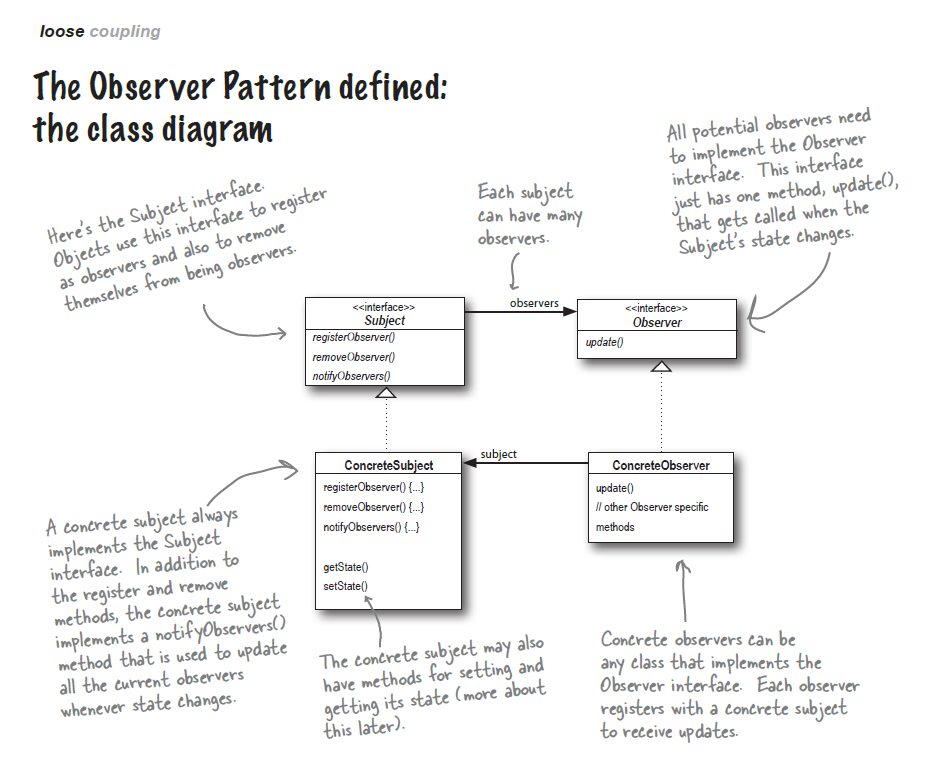 loose coupling
The Observer Pattern defined:
the class diagram
Here's the Subject interface.
Objects use this interface to register
as observers and also to remove
themselves from being observers.
Each subject
can have many
observers.
All potential observers need
to implement the Observer
interface. This interface
just has one method, update(),
that gets called when the
Subject's state changes.
<<interface>>
Subject
registerObserver()
removeObserver()
notifyObservers()
observers
<<interface>>
Observer
update()
ConcreteSubject
registerObserver() {...}
removeObserver() {...}
notifyObservers() {...}
getState()
setState()
subject
ConcreteObserver
update()
// other Observer specific
methods
A concrete subject always
implements the Subject
interface. In addition to
the register and remove
methods, the concrete subject
implements a notifyObservers()
method that is used to update
all the current observers
whenever state changes.
The concrete subject may also
have methods for setting and
getting its state (more about
this later).
Concrete observers can be
any class that implements the
Observer interface. Each observer
registers with a concrete subject
to receive updates.